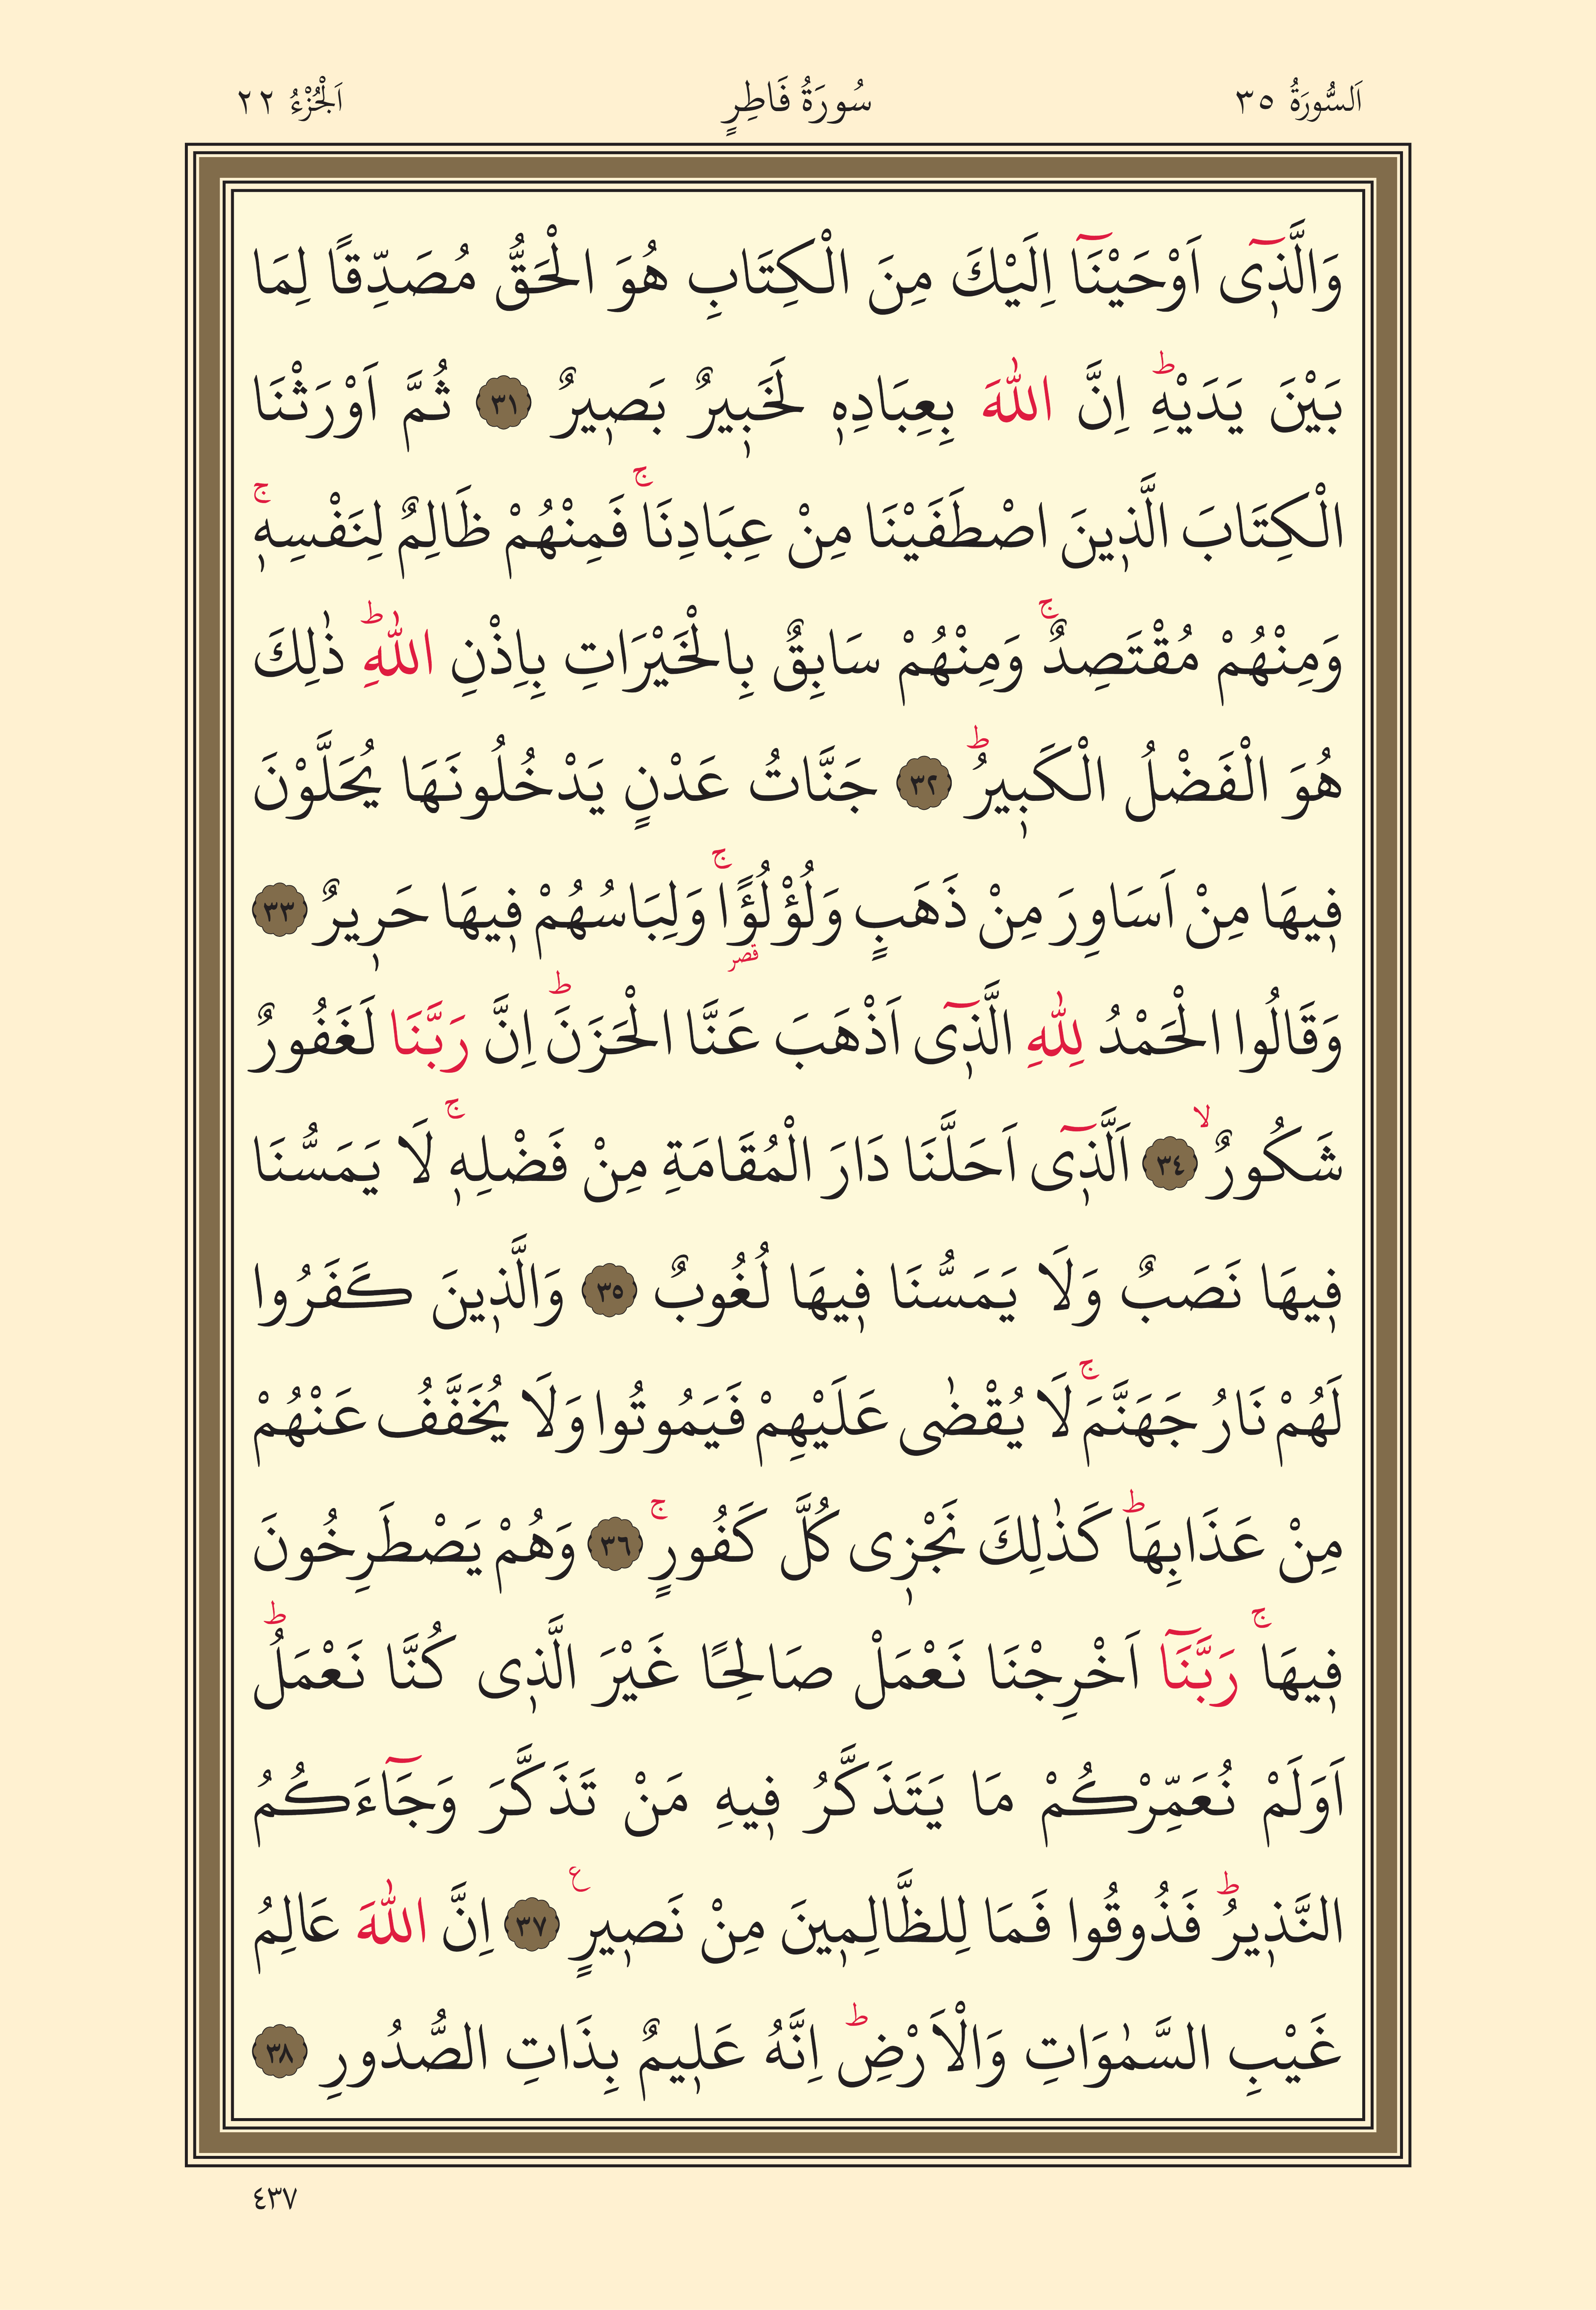 اَلسُّورَةُ ٣٥ سُورَةُ فَاطِرٍ اَلْجُزْءُ ٢٢
وَالَّذ۪ٓى اَوْحَيْنَٓا اِلَيْكَ مِنَ الْكِتَابِ هُوَ الْحَقُّ مُصَدِّقًا لِمَا
بَيْنَ يَدَيْهِۜ اِنَّ اللّٰهَ بِعِبَادِه۪ لَخَب۪يرٌ بَص۪يرٌ ﴿٣١﴾ ثُمَّ اَوْرَثْنَا
الْكِتَابَ الَّذ۪ينَ اصْطَفَيْنَا مِنْ عِبَادِنَاۚ فَمِنْهُمْ ظَالِمٌ لِنَفْسِه۪ۚ
وَمِنْهُمْ مُقْتَصِدٌۚ وَمِنْهُمْ سَابِقٌ بِالْخَيْرَاتِ بِاِذْنِ اللّٰهِۜ ذٰلِكَ
هُوَ الْفَضْلُ الْكَب۪يرُۜ ﴿٣٢﴾ جَنَّاتُ عَدْنٍ يَدْخُلُونَهَا يُحَلَّوْنَ
ف۪يهَا مِنْ اَسَاوِرَ مِنْ ذَهَبٍ وَلُؤْلُؤًاۚ وَلِبَاسُهُمْ ف۪يهَا حَر۪يرٌ ﴿٣٣﴾
قصر
وَقَالُوا الْحَمْدُ لِلّٰهِ الَّذ۪ٓى اَذْهَبَ عَنَّا الْحَزَنَۜ اِنَّ رَبَّنَا لَغَفُورٌ
شَكُورٌۙ ﴿٣٤﴾ اَلَّذ۪ٓى اَحَلَّنَا دَارَ الْمُقَامَةِ مِنْ فَضْلِه۪ۚ لَا يَمَسُّنَا
ف۪يهَا نَصَبٌ وَلَا يَمَسُّنَا ف۪يهَا لُغُوبٌ ﴿٣٥﴾ وَالَّذ۪ينَ كَفَرُوا
لَهُمْ نَارُ جَهَنَّمَۚ لَا يُقْضٰى عَلَيْهِمْ فَيَمُوتُوا وَلَا يُخَفَّفُ عَنْهُمْ
مِنْ عَذَابِهَاۜ كَذٰلِكَ نَجْز۪ى كُلَّ كَفُورٍۚ ﴿٣٦﴾ وَهُمْ يَصْطَرِخُونَ
ف۪يهَاۚ رَبَّنَٓا اَخْرِجْنَا نَعْمَلْ صَالِحًا غَيْرَ الَّذ۪ى كُنَّا نَعْمَلُۜ
اَوَلَمْ نُعَمِّرْكُمْ مَا يَتَذَكَّرُ ف۪يهِ مَنْ تَذَكَّرَ وَجَٓاءَكُمُ
النَّذ۪يرُۜ فَذُوقُوا فَمَا لِلظَّالِم۪ينَ مِنْ نَص۪يرٍ ع ﴿٣٧﴾ اِنَّ اللّٰهَ عَالِمُ
غَيْبِ السَّمٰوَاتِ وَالْاَرْضِۜ اِنَّهُ عَل۪يمٌ بِذَاتِ الصُّدُورِ ﴿٣٨﴾
٤٣٧